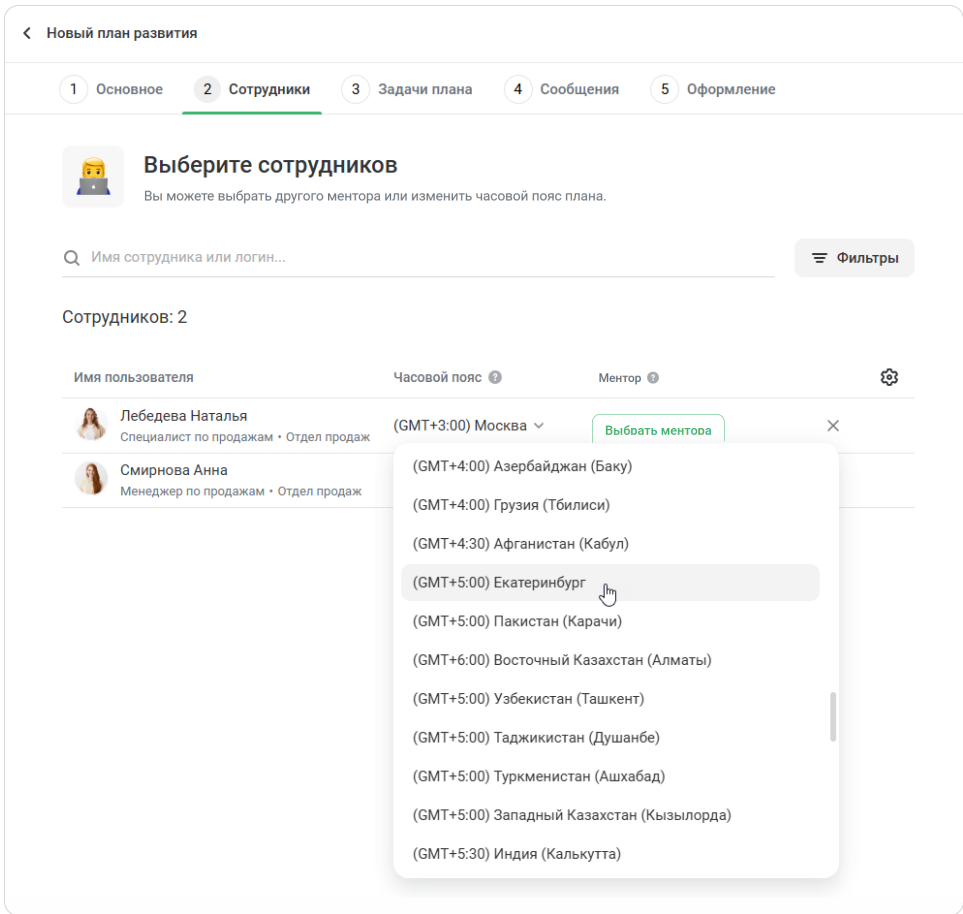 Новый план развития
1 Основное 2 Сотрудники 3 Задачи плана 4 Сообщения 5 Оформление
Выберите сотрудников
Вы можете выбрать другого ментора или изменить часовой пояс плана.
Имя сотрудника или логин...
Фильтры
Сотрудников: 2
Имя пользователя Часовой пояс ? Ментор ?
Лебедева Наталья
Специалист по продажам • Отдел продаж
(GMT+3:00) Москва
Выбрать ментора
Смирнова Анна
Менеджер по продажам • Отдел продаж
(GMT+4:00) Азербайджан (Баку)
(GMT+4:00) Грузия (Тбилиси)
(GMT+4:30) Афганистан (Кабул)
(GMT+5:00) Екатеринбург
(GMT+5:00) Пакистан (Карачи)
(GMT+6:00) Восточный Казахстан (Алматы)
(GMT+5:00) Узбекистан (Ташкент)
(GMT+5:00) Таджикистан (Душанбе)
(GMT+5:00) Туркменистан (Ашхабад)
(GMT+5:00) Западный Казахстан (Кызылорда)
(GMT+5:30) Индия (Калькутта)